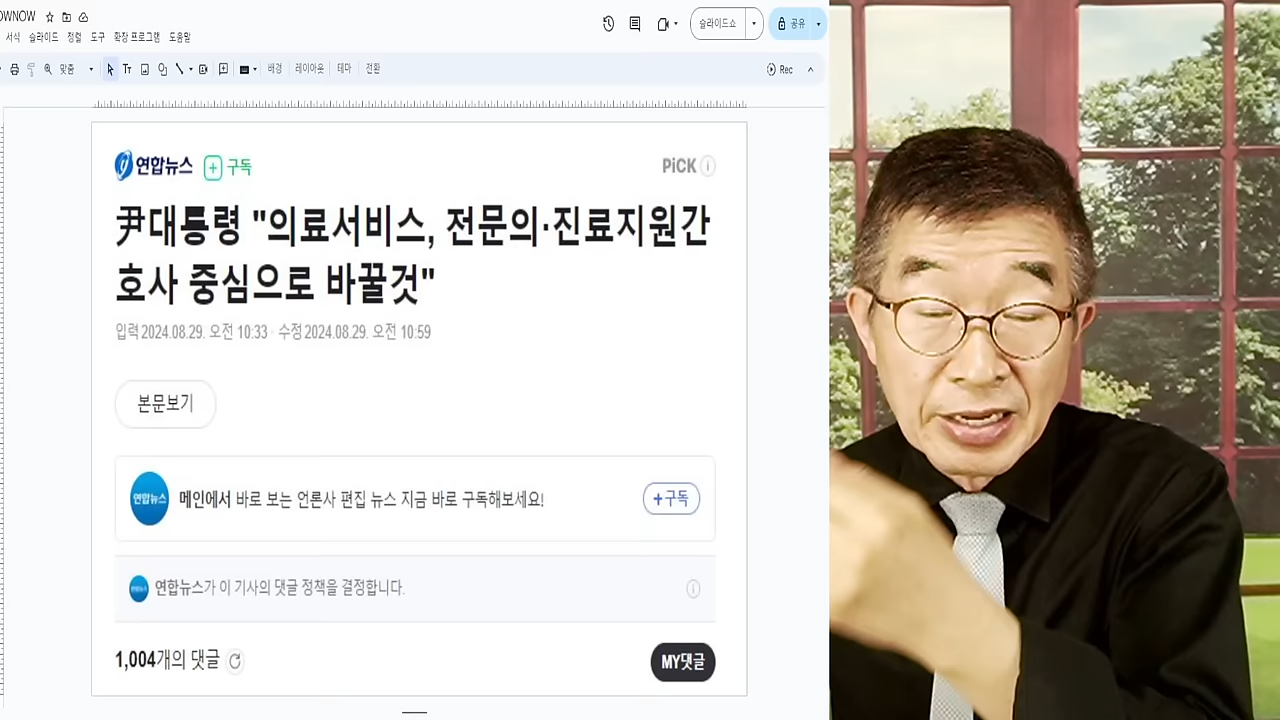 OWNOW
서식 슬라이드 정렬 도구 확장 프로그램 도움말
슬라이드쇼
공유
맞춤
Tт
배경 레이아웃 테마 전환
Rec
연합뉴스 구독
PiCK
尹대통령 "의료서비스, 전문의·진료지원간
호사 중심으로 바꿀것"
입력 2024.08.29. 오전 10:33 · 수정 2024.08.29. 오전 10:59
본문보기
연합뉴스
메인에서 바로 보는 언론사 편집 뉴스 지금 바로 구독해보세요!
+구독
연합뉴스가 이 기사의 댓글 정책을 결정합니다.
1,004개의 댓글
MY댓글